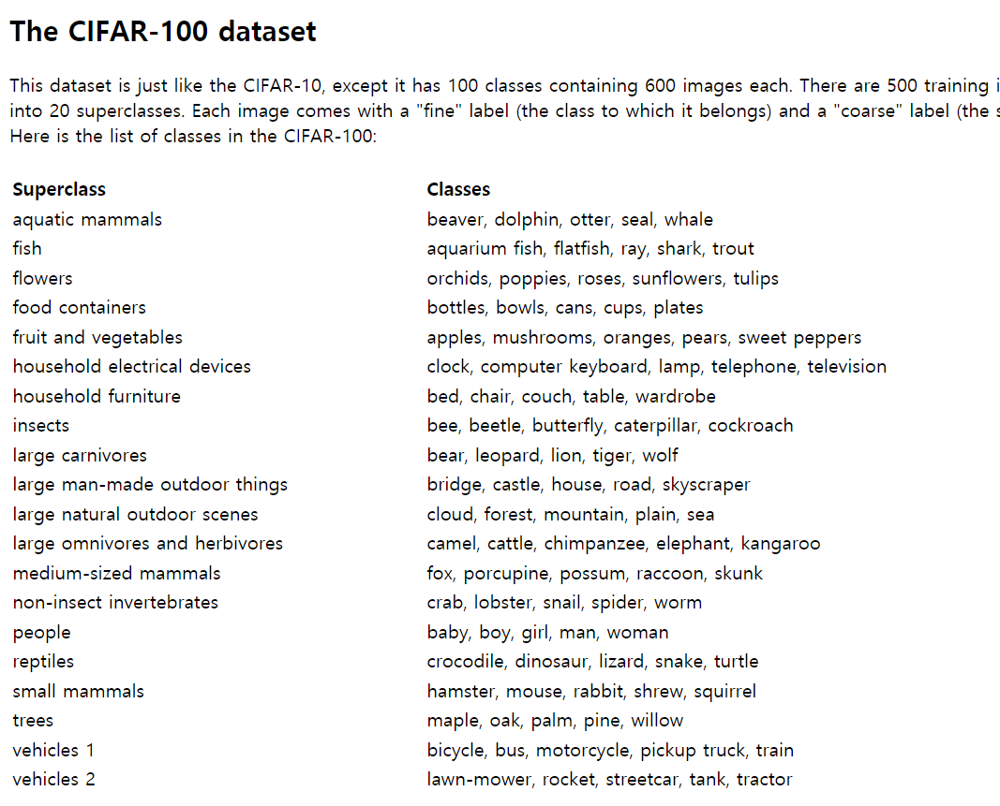 The CIFAR-100 dataset
This dataset is just like the CIFAR-10, except it has 100 classes containing 600 images each. There are 500 training
into 20 superclasses. Each image comes with a "fine" label (the class to which it belongs) and a "coarse" label (the
Here is the list of classes in the CIFAR-100:
Superclass Classes
aquatic mammals beaver, dolphin, otter, seal, whale
fish aquarium fish, flatfish, ray, shark, trout
flowers orchids, poppies, roses, sunflowers, tulips
food containers bottles, bowls, cans, cups, plates
fruit and vegetables apples, mushrooms, oranges, pears, sweet peppers
household electrical devices clock, computer keyboard, lamp, telephone, television
household furniture bed, chair, couch, table, wardrobe
insects bee, beetle, butterfly, caterpillar, cockroach
large carnivores bear, leopard, lion, tiger, wolf
large man-made outdoor things bridge, castle, house, road, skyscraper
large natural outdoor scenes cloud, forest, mountain, plain, sea
large omnivores and herbivores camel, cattle, chimpanzee, elephant, kangaroo
medium-sized mammals fox, porcupine, possum, raccoon, skunk
non-insect invertebrates crab, lobster, snail, spider, worm
people baby, boy, girl, man, woman
reptiles crocodile, dinosaur, lizard, snake, turtle
small mammals hamster, mouse, rabbit, shrew, squirrel
trees maple, oak, palm, pine, willow
vehicles 1 bicycle, bus, motorcycle, pickup truck, train
vehicles 2 lawn-mower, rocket, streetcar, tank, tractor